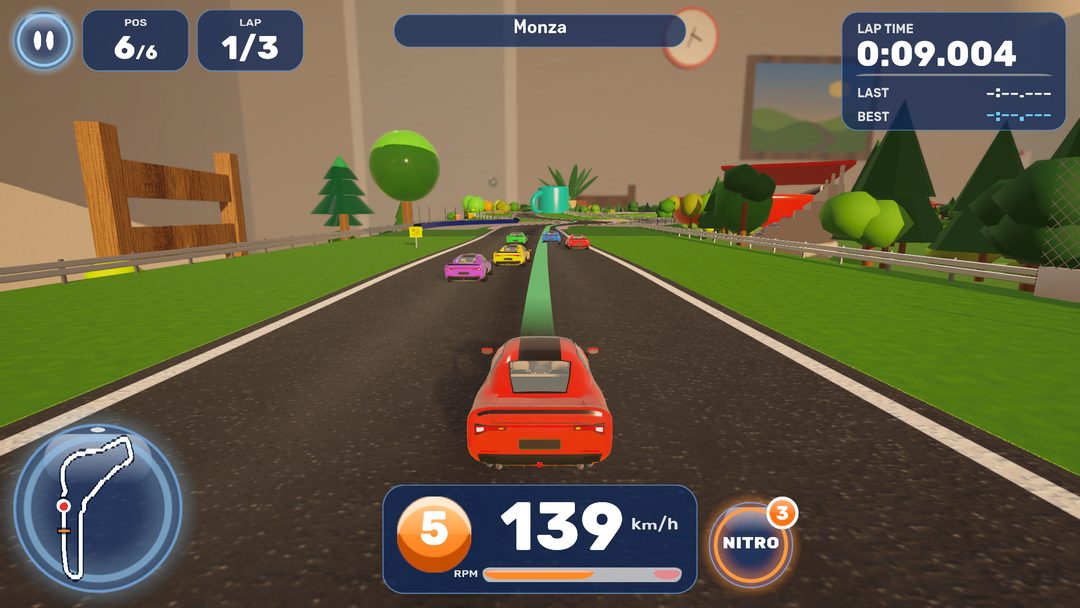 POS
6/6
LAP
1/3
Monza
LAP TIME
0:09.004
LAST -:--.---
BEST -:--.---
50
5
139 km/h
RPM
3
NITRO